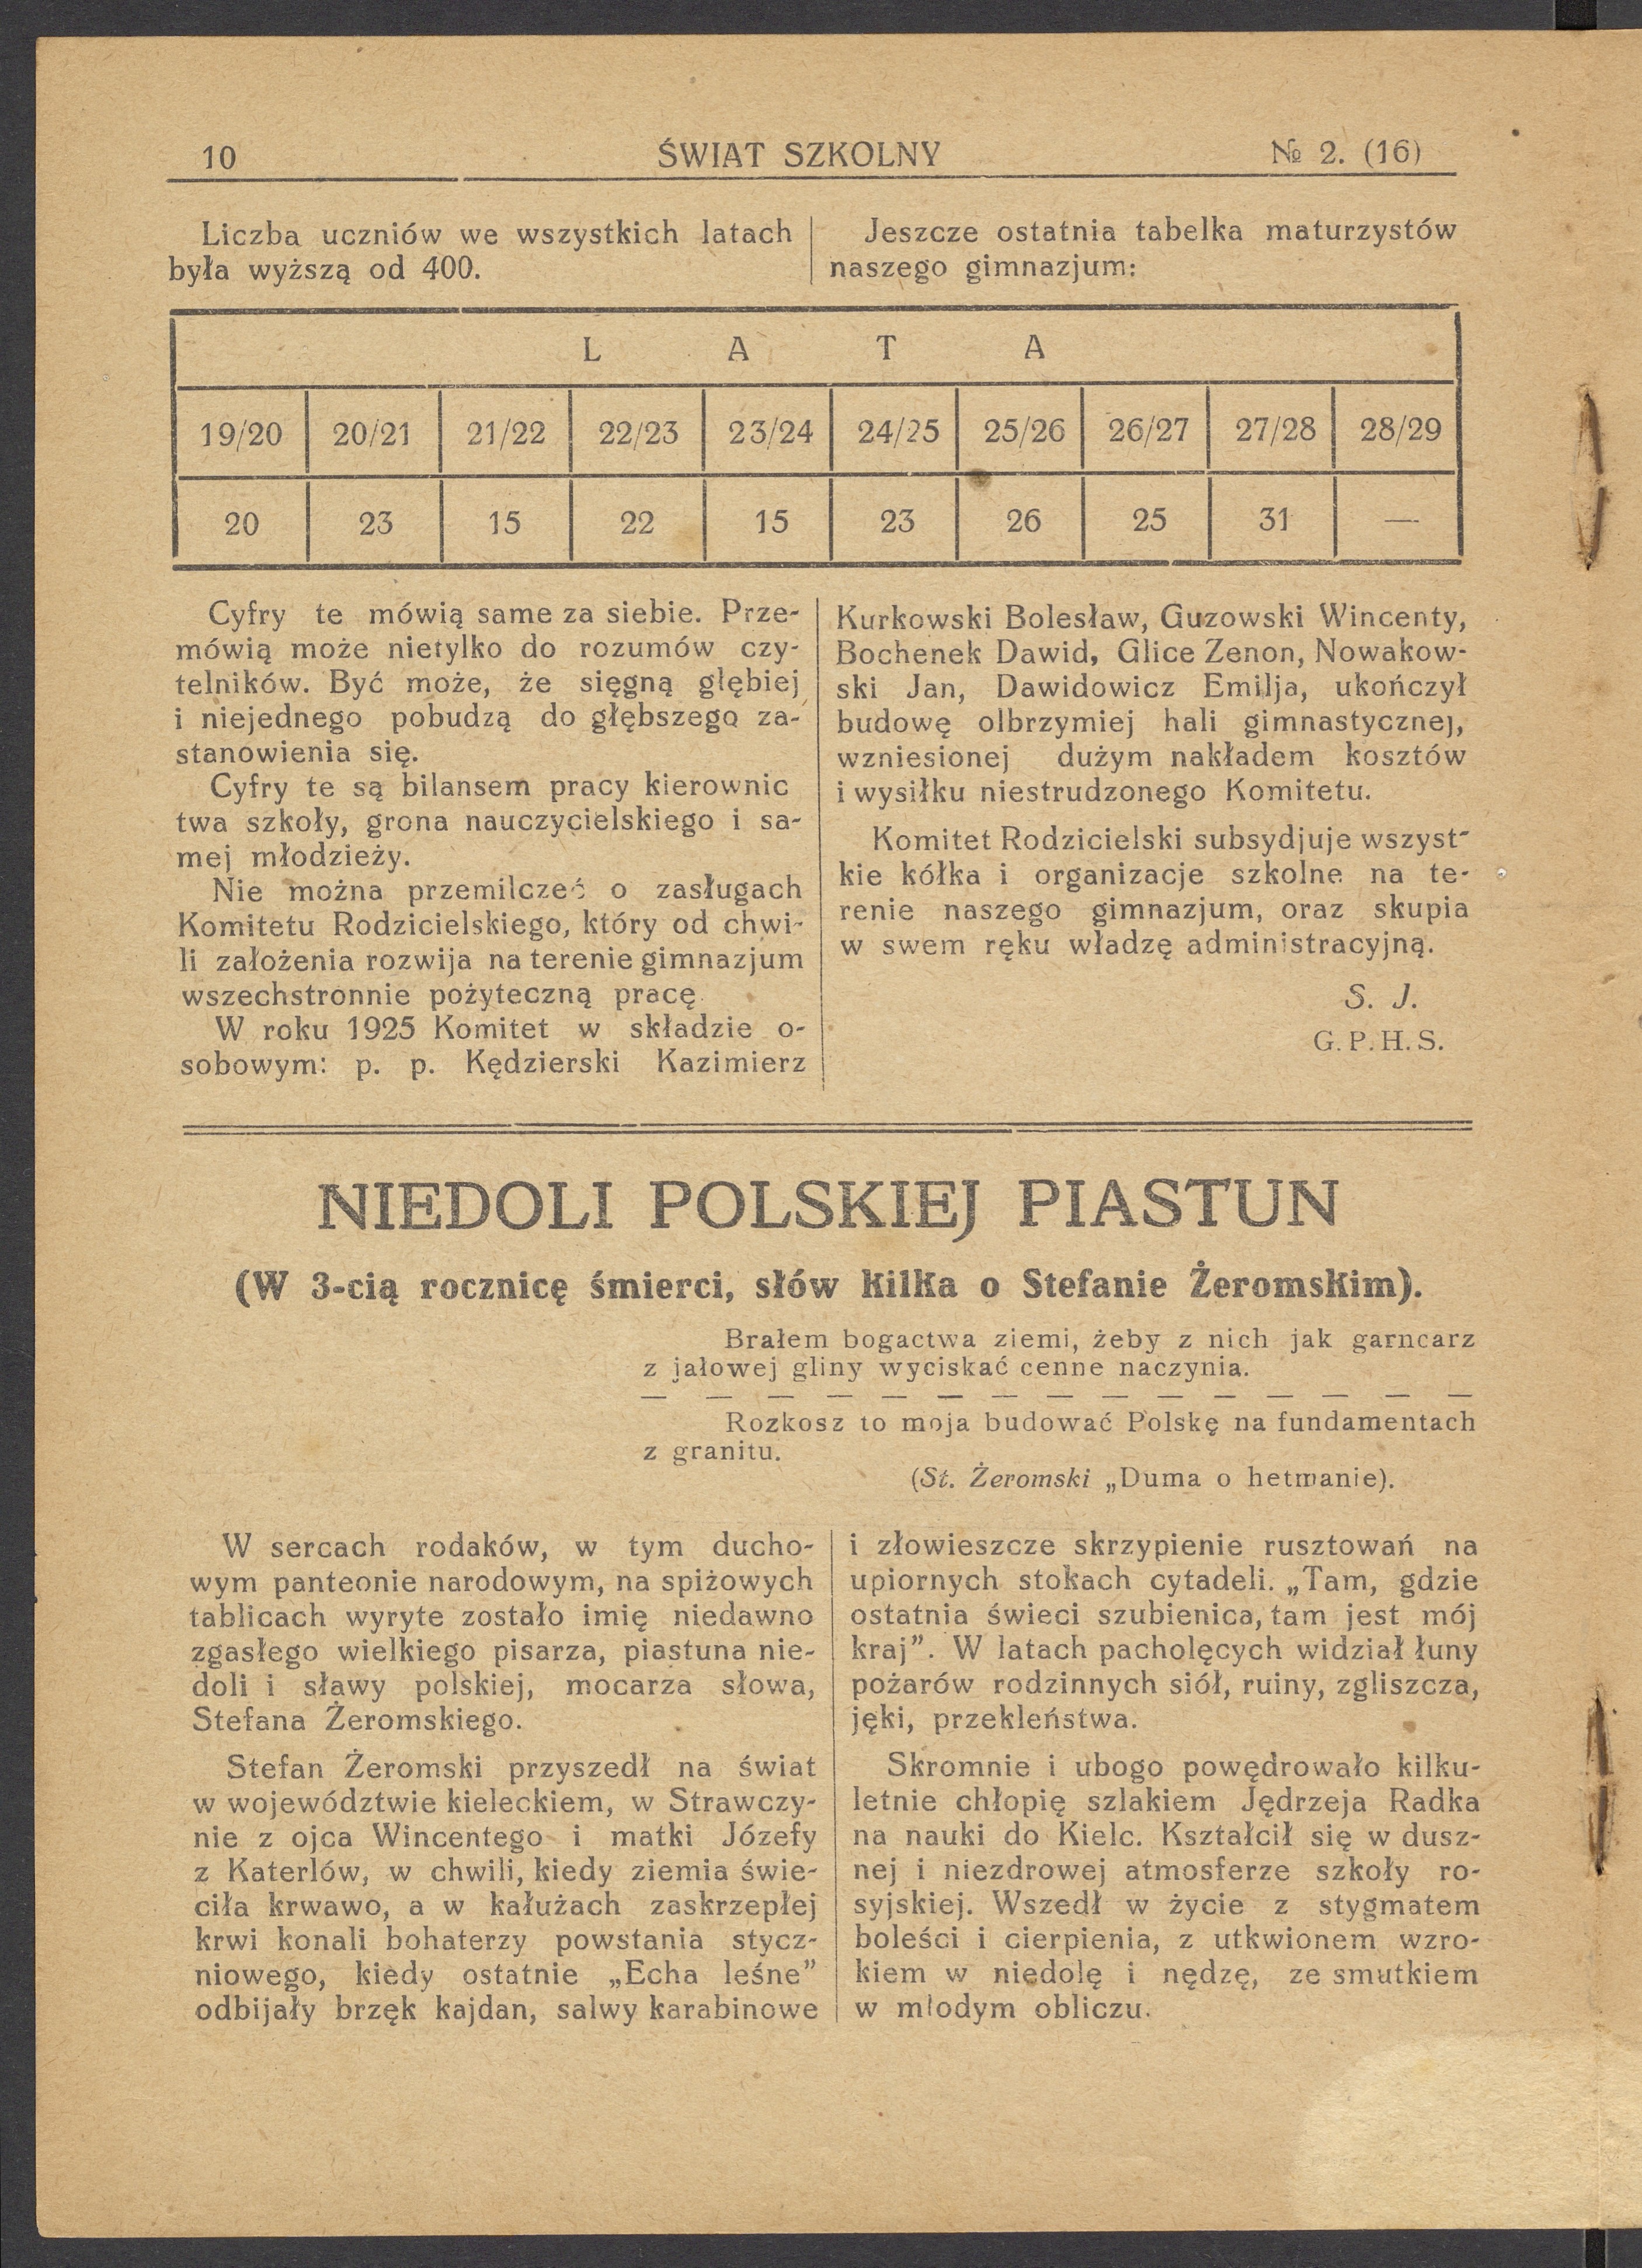 10 ŚWIAT SZKOLNY № 2. (16)
Liczba uczniów we wszystkich latach
była wyższą od 400.
Jeszcze ostatnia tabelka maturzystów
naszego gimnazjum:
L A T A
19/20 20/21 21/22 22/23 23/24 24/25 25/26 26/27 27/28 28/29
20 23 15 22 15 23 26 25 31 —
Cyfry te mówią same za siebie. Prze-
mówią może nietylko do rozumów czy-
telników. Być może, że sięgną głębiej
i niejednego pobudzą do głębszego za-
stanowienia się.
Cyfry te są bilansem pracy kierownic
twa szkoły, grona nauczycielskiego i sa-
mej młodzieży.
Nie można przemilczeć o zasługach
Komitetu Rodzicielskiego, który od chwi-
li założenia rozwija na terenie gimnazjum
wszechstronnie pożyteczną pracę.
W roku 1925 Komitet w składzie o-
sobowym: p. p. Kędzierski Kazimierz
Kurkowski Bolesław, Guzowski Wincenty,
Bochenek Dawid, Glice Zenon, Nowakow-
ski Jan, Dawidowicz Emilja, ukończył
budowę olbrzymiej hali gimnastycznej,
wzniesionej dużym nakładem kosztów
i wysiłku niestrudzonego Komitetu.
Komitet Rodzicielski subsydjuje wszyst-
kie kółka i organizacje szkolne na te-
renie naszego gimnazjum, oraz skupia
w swem ręku władzę administracyjną.
S. J.
G. P. H. S.
NIEDOLI POLSKIEJ PIASTUN
(W 3-cią rocznicę śmierci, słów kilka o Stefanie Żeromskim).
Brałem bogactwa ziemi, żeby z nich jak garncarz
z jałowej gliny wyciskać cenne naczynia.
— — — — — — — — — — — — — —
Rozkosz to moja budować Polskę na fundamentach
z granitu.
(St. Żeromski „Duma o hetmanie).
W sercach rodaków, w tym ducho-
wym panteonie narodowym, na spiżowych
tablicach wyryte zostało imię niedawno
zgasłego wielkiego pisarza, piastuna nie-
doli i sławy polskiej, mocarza słowa,
Stefana Żeromskiego.
Stefan Żeromski przyszedł na świat
w województwie kieleckiem, w Strawczy-
nie z ojca Wincentego i matki Józefy
z Katerlów, w chwili, kiedy ziemia świe-
ciła krwawo, a w kałużach zaskrzepłej
krwi konali bohaterzy powstania stycz-
niowego, kiedy ostatnie „Echa leśne”
odbijały brzęk kajdan, salwy karabinowe
i złowieszcze skrzypienie rusztowań na
upiornych stokach cytadeli. „Tam, gdzie
ostatnia świeci szubienica, tam jest mój
kraj”. W latach pacholęcych widział łuny
pożarów rodzinnych siół, ruiny, zgliszcza,
jęki, przekleństwa.
Skromnie i ubogo powędrowało kilku-
letnie chłopię szlakiem Jędrzeja Radka
na nauki do Kielc. Kształcił się w dusz-
nej i niezdrowej atmosferze szkoły ro-
syjskiej. Wszedł w życie z stygmatem
boleści i cierpienia, z utkwionem wzro-
kiem w niedolę i nędzę, ze smutkiem
w młodym obliczu.